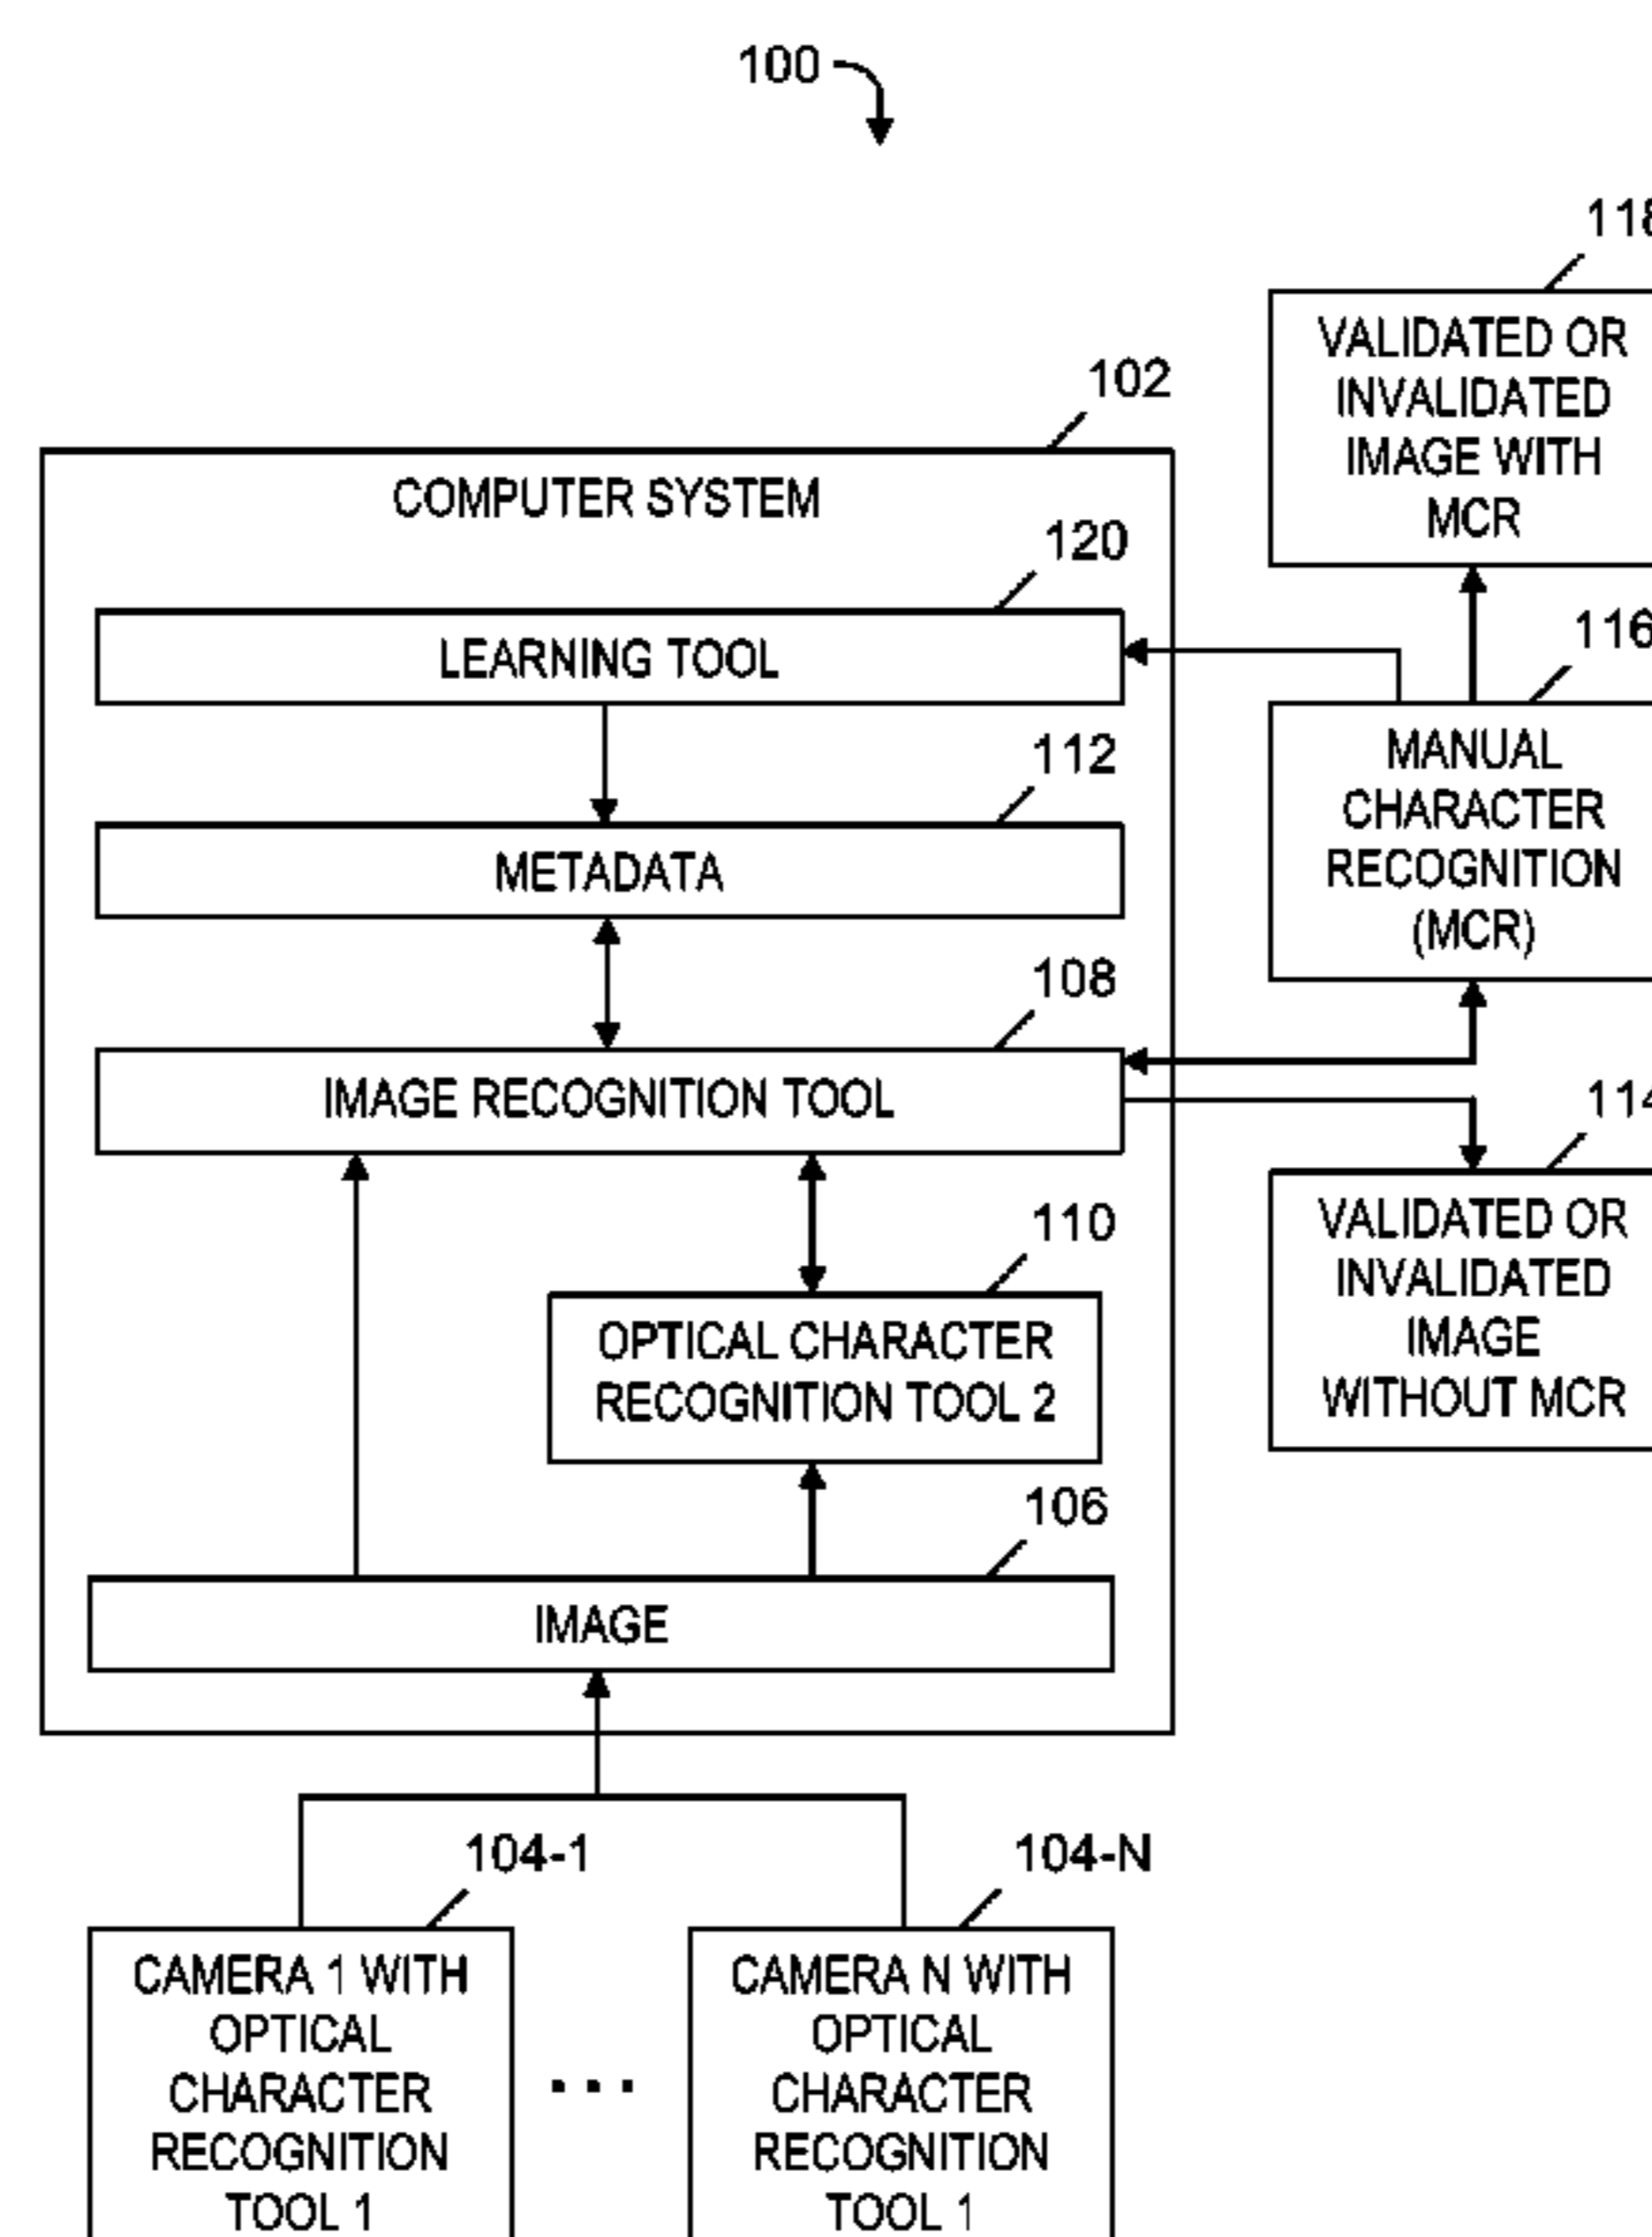 100
118
VALIDATED OR
INVALIDATED
IMAGE WITH
MCR
102
COMPUTER SYSTEM
120
LEARNING TOOL
116
MANUAL
CHARACTER
RECOGNITION
(MCR)
112
METADATA
108
IMAGE RECOGNITION TOOL
114
VALIDATED OR
INVALIDATED
IMAGE
WITHOUT MCR
110
OPTICAL CHARACTER
RECOGNITION TOOL 2
106
IMAGE
104-1
CAMERA 1 WITH
OPTICAL
CHARACTER
RECOGNITION
TOOL 1
...
104-N
CAMERA N WITH
OPTICAL
CHARACTER
RECOGNITION
TOOL 1